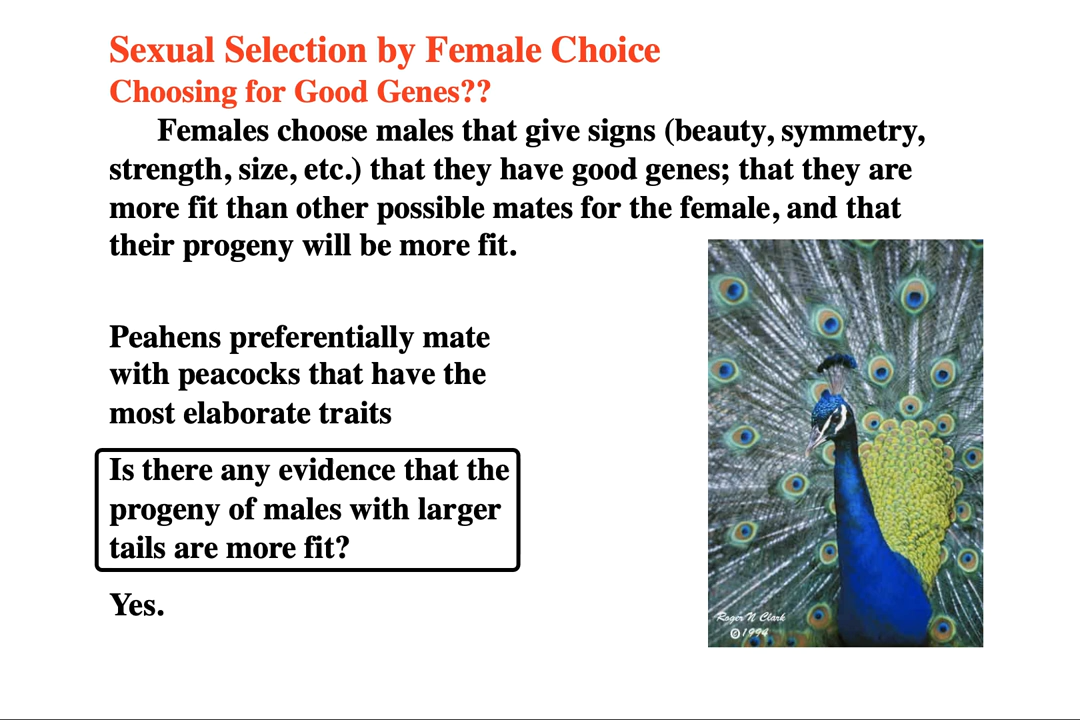 Sexual Selection by Female Choice
Choosing for Good Genes??
Females choose males that give signs (beauty, symmetry,
strength, size, etc.) that they have good genes; that they are
more fit than other possible mates for the female, and that
their progeny will be more fit.
Peahens preferentially mate
with peacocks that have the
most elaborate traits
Is there any evidence that the
progeny of males with larger
tails are more fit?
Yes.
Roger N Clark
©1994